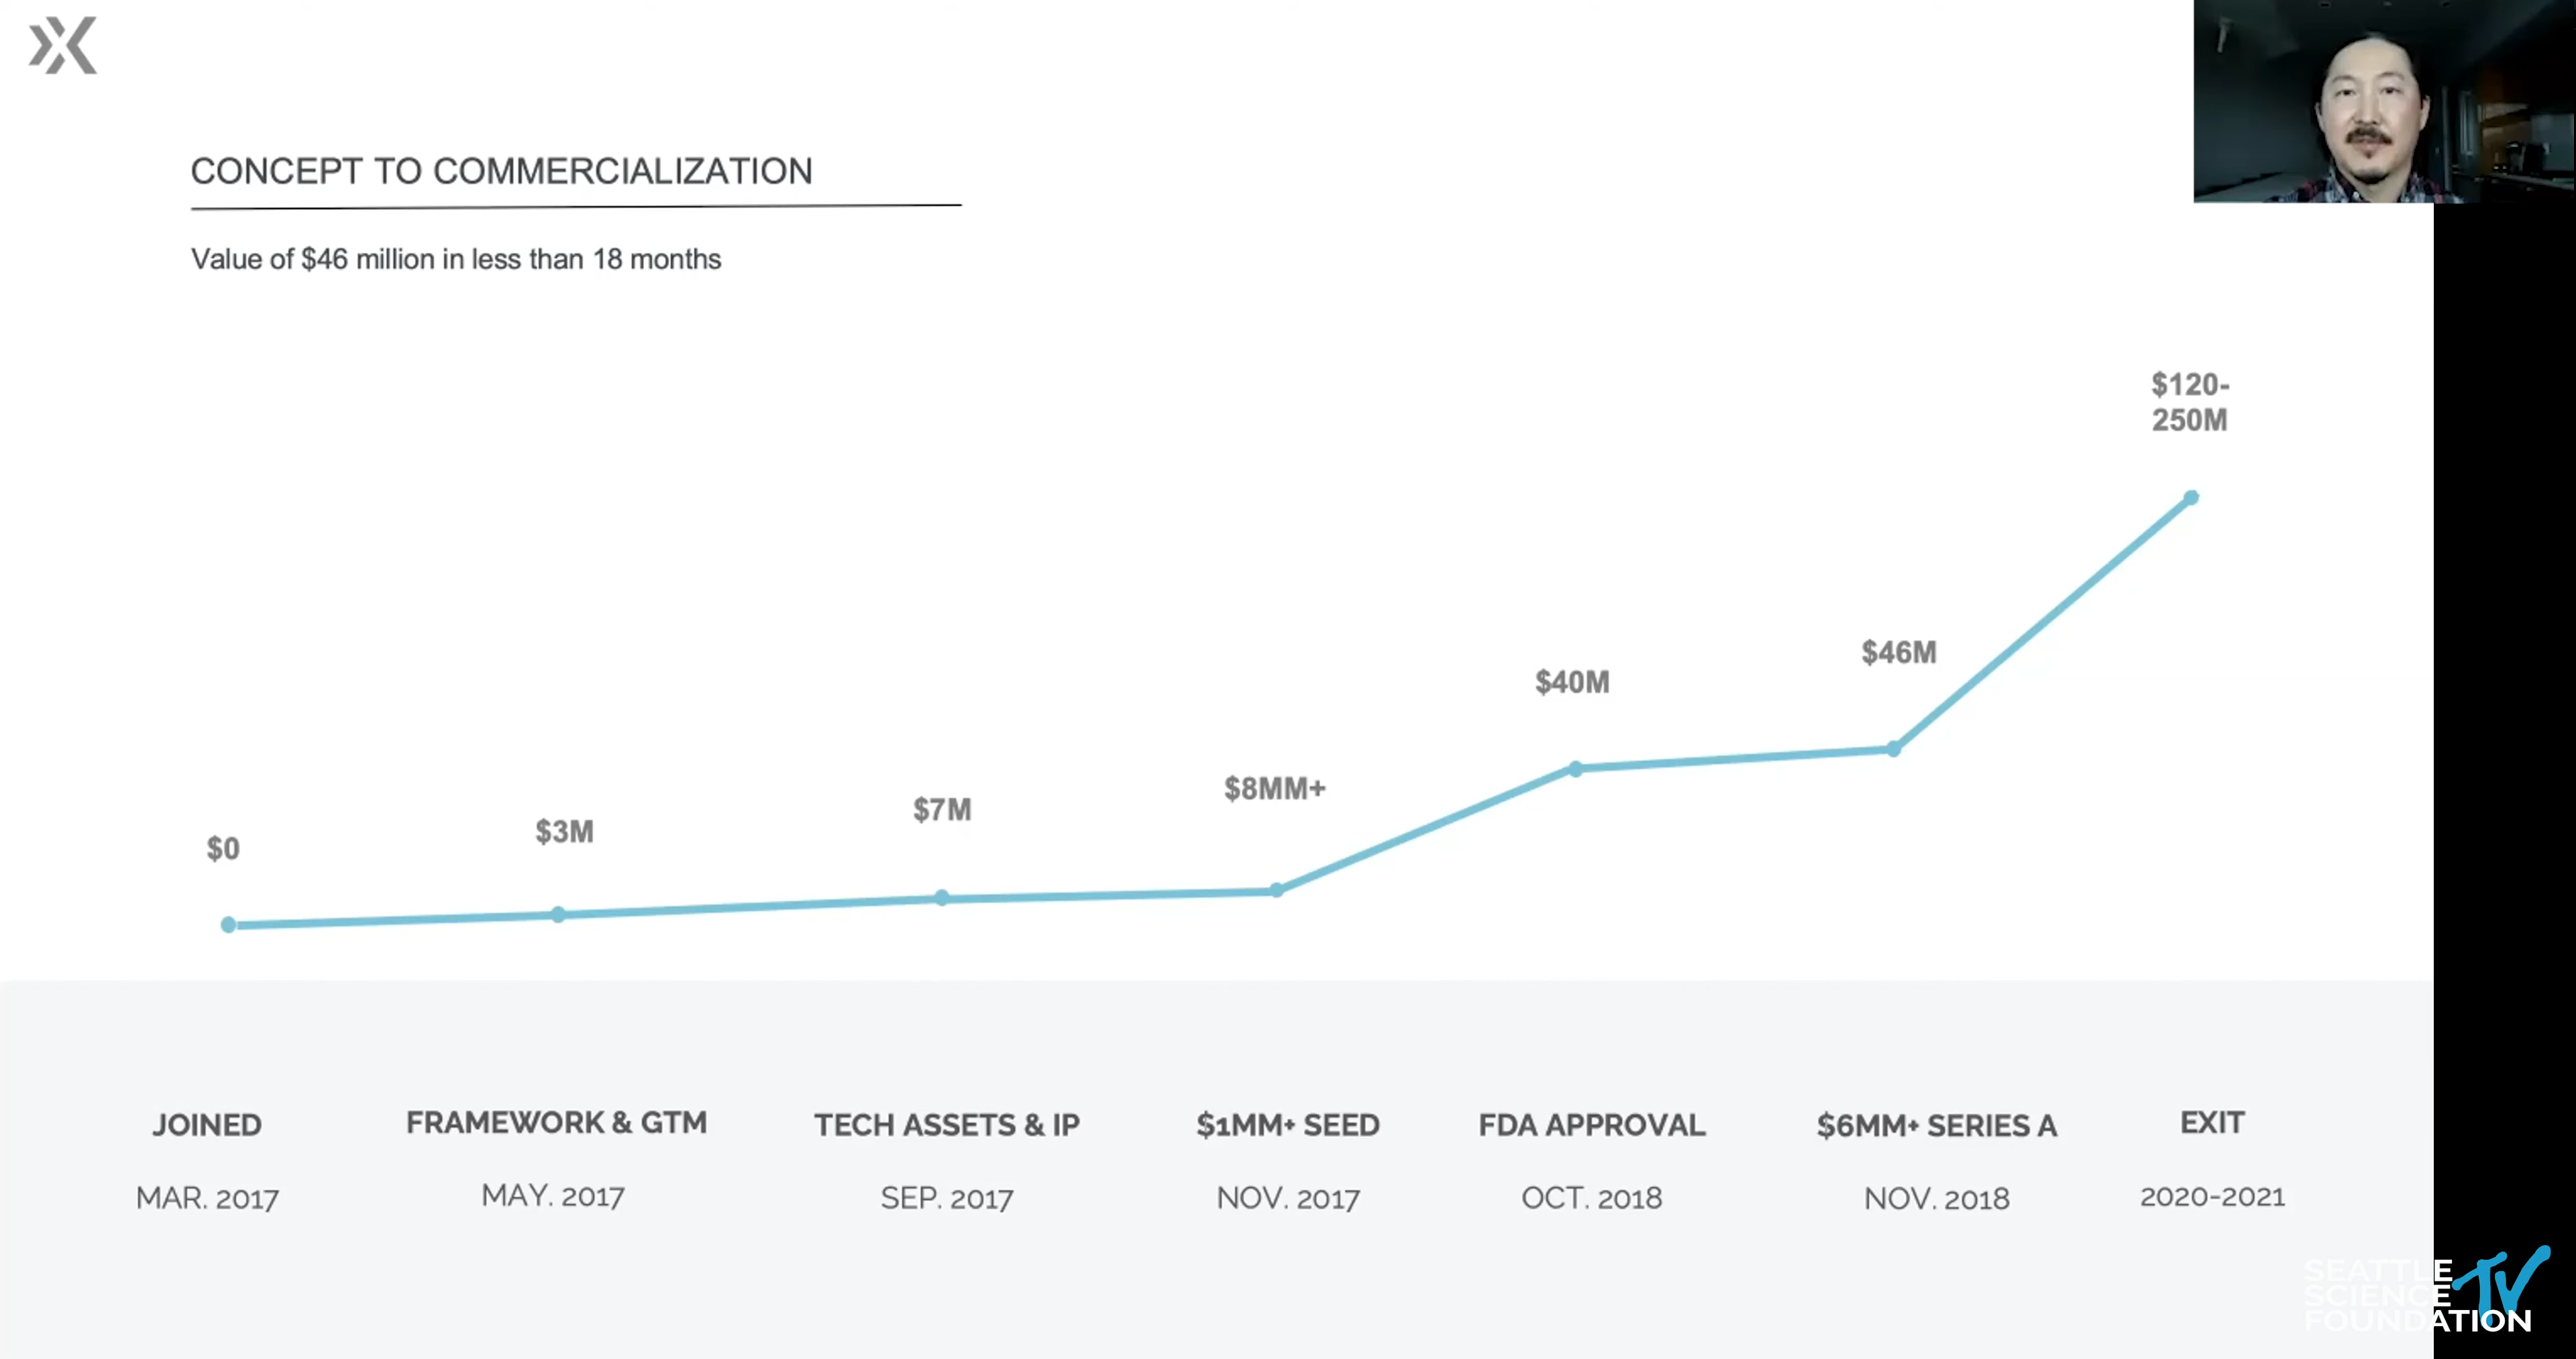 CONCEPT TO COMMERCIALIZATION
Value of $46 million in less than 18 months
$0
$3M
$7M
$8MM+
$40M
$46M
$120-
250M
JOINED
MAR. 2017
FRAMEWORK & GTM
MAY. 2017
TECH ASSETS & IP
SEP. 2017
$1MM+ SEED
NOV. 2017
FDA APPROVAL
OCT. 2018
$6MM+ SERIES A
NOV. 2018
EXIT
2020-2021
SEATTLE
SCIENCE
FOUNDATION
TV